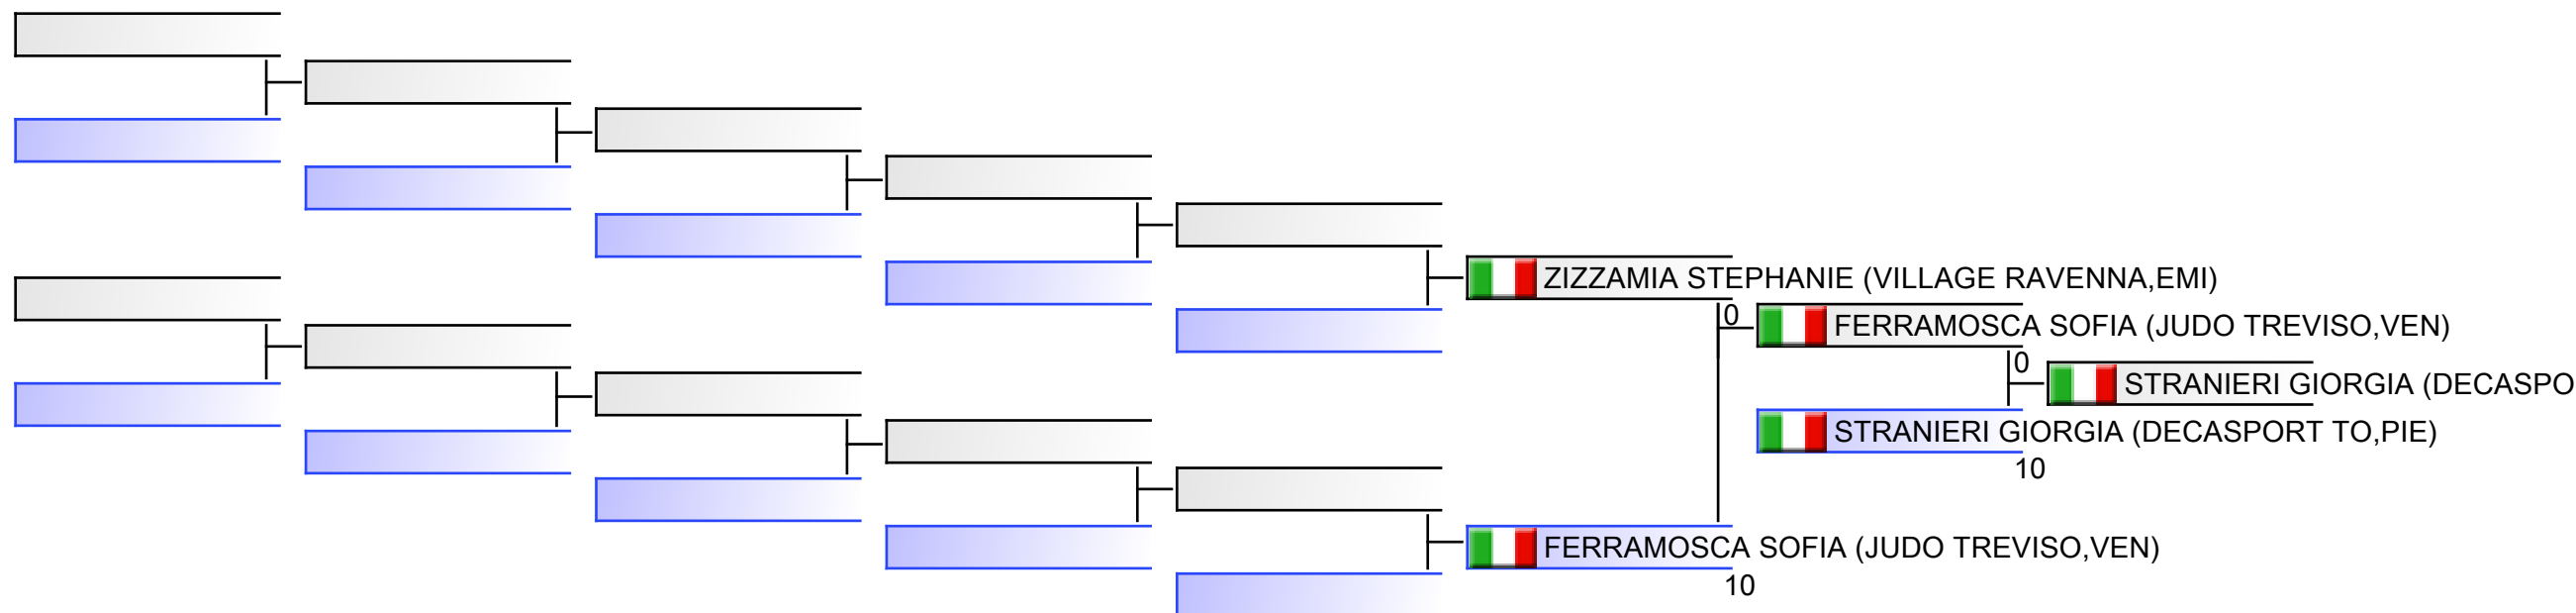 ZIZZAMIA STEPHANIE (VILLAGE RAVENNA,EMI)
0
FERRAMOSCA SOFIA (JUDO TREVISO,VEN)
0
STRANIERI GIORGIA (DECASPO
STRANIERI GIORGIA (DECASPORT TO,PIE)
10
FERRAMOSCA SOFIA (JUDO TREVISO,VEN)
10